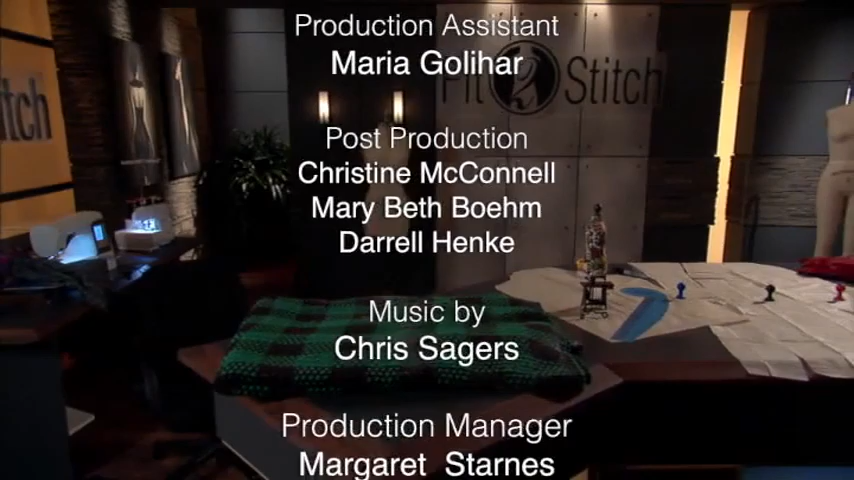 Production Assistant
Maria Golihar
Fit 2 Stitch
titch
Post Production
Christine McConnell
Mary Beth Boehm
Darrell Henke
Music by
Chris Sagers
Production Manager
Margaret Starnes